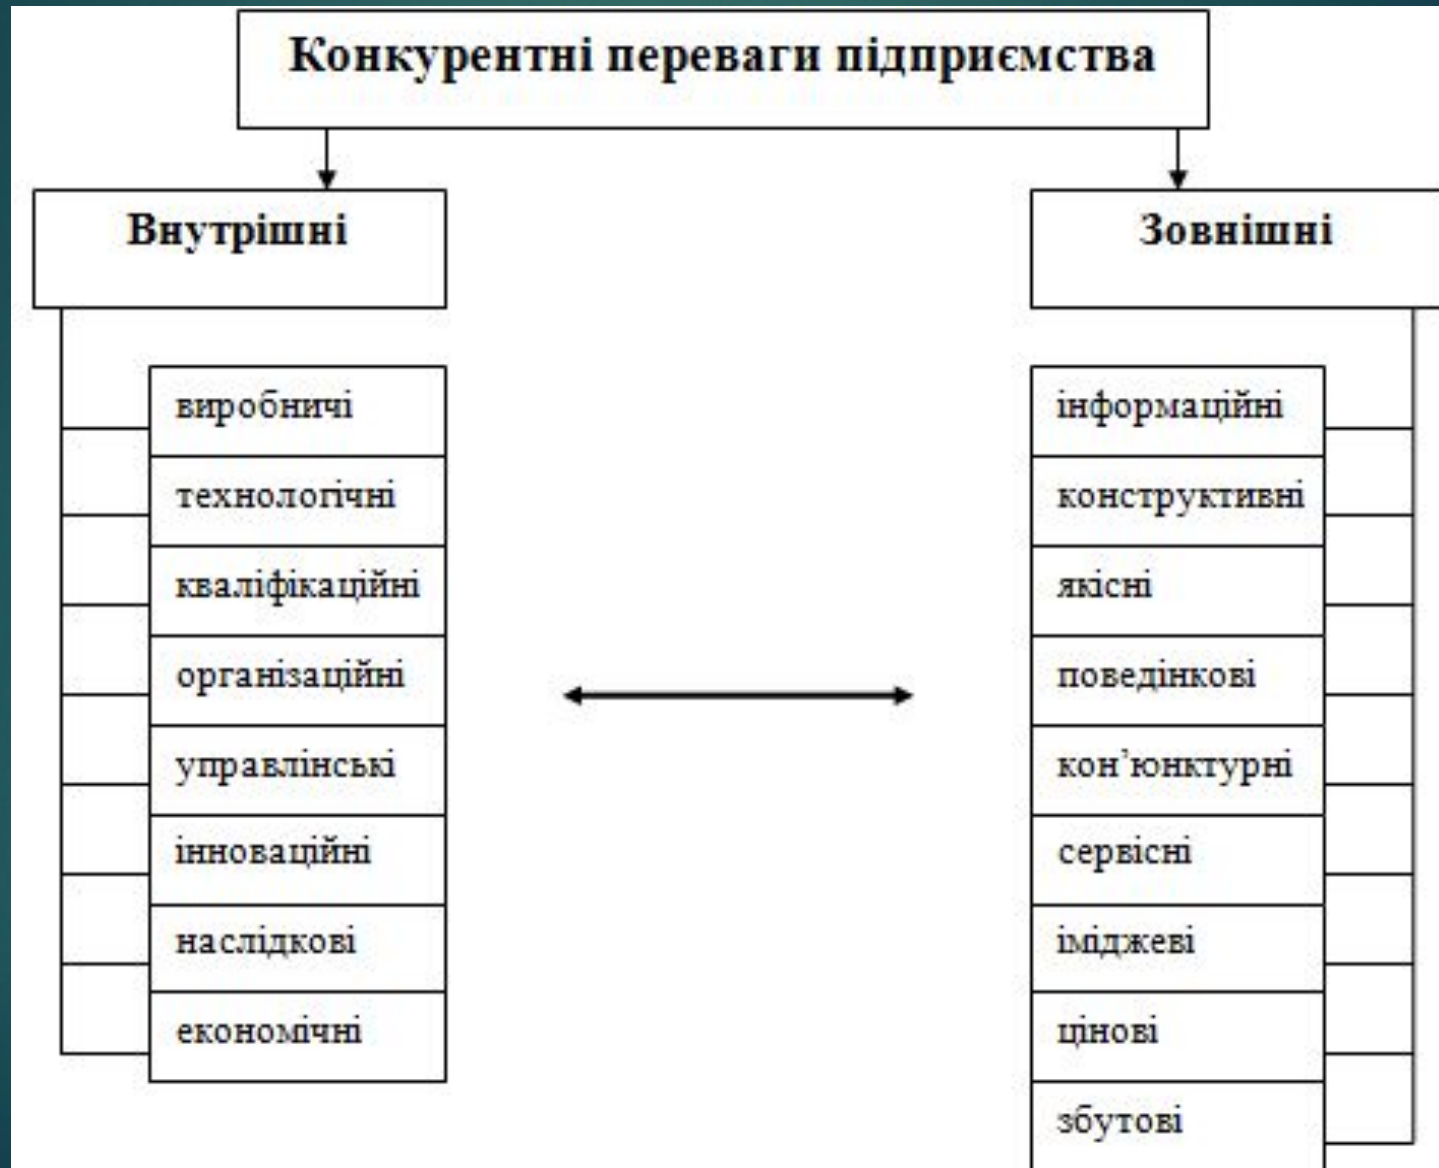 Конкурентні переваги підприємства
Внутрішні
виробничі
технологічні
кваліфікаційні
організаційні
управлінські
інноваційні
наслідкові
економічні
Зовнішні
інформаційні
конструктивні
якісні
поведінкові
кон’юнктурні
сервісні
іміджеві
цінові
збутові